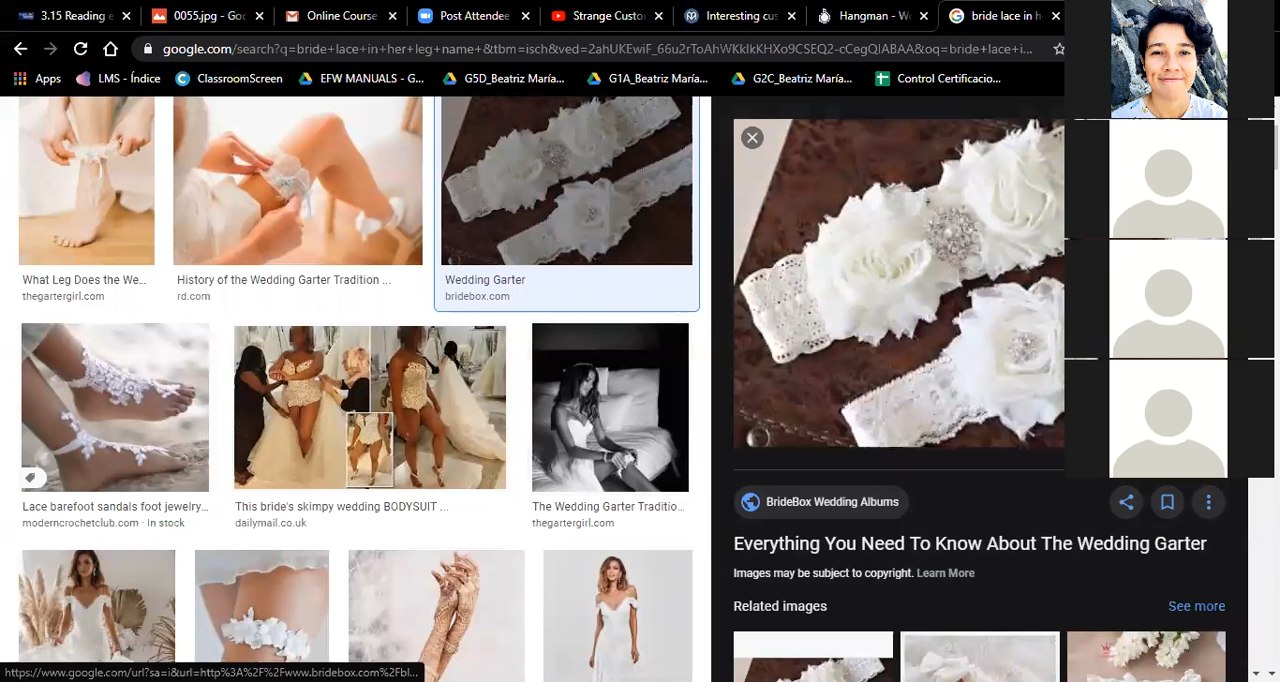 3.15 Reading e
0055.jpg - Goo
Online Course
Post Attendee
Strange Custo
Interesting cus
Hangman - W
bride lace in h
google.com/search?q=bride+lace+in+her+leg+name+&tbm=isch&ved=2ahUKEwiF_66u2rToAhWKklkKHXo9CSEQ2-cCegQIABAA&oq=bride+lace+i...
Apps
LMS - Índice
ClassroomScreen
EFW MANUALS - G...
G5D_Beatriz María...
G1A_Beatriz María...
G2C_Beatriz María...
Control Certificacio...
What Leg Does the We...
thegartergirl.com
History of the Wedding Garter Tradition ...
rd.com
Wedding Garter
bridebox.com
Lace barefoot sandals foot jewelry...
moderncrochetclub.com · In stock
This bride's skimpy wedding BODYSUIT ...
dailymail.co.uk
The Wedding Garter Traditio...
thegartergirl.com
BrideBox Wedding Albums
Everything You Need To Know About The Wedding Garter
Images may be subject to copyright. Learn More
Related images
See more
https://www.google.com/url?sa=i&url=http%3A%2F%2Fwww.bridebox.com%2Fbl...